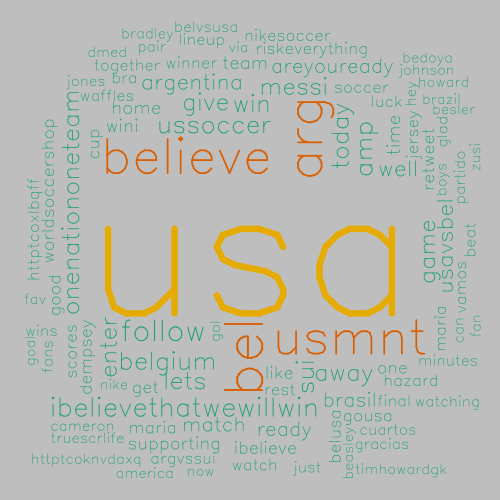 bradley belvsusa
pair lineup nikesoccer
dmed via riskeverything
together winner team areyouready bedoya
jones bra argentina messi soccer johnson
waffles howard
home give win luck hey brazil
wini ussoccer besler
cup
believe arg today amp time well jersey retweet glad boys partido zusi
httptcoxlbqff worldsoccershop onenationoneteam
usa
good fav
game usavsbel vamos can beat fan
maria
goal wins fans scores dempsey enter
follow gol bel usmnt
belgium like sui away one minutes
nike get lets rest hazard
ibelievethatwewillwin brasil final watching
cameron maria match ready gousa
truescrlife cuartos
supporting ibelieve belusa gracias
httptcoknvdaxq argvssui beasley
america now watch just timhowardgk